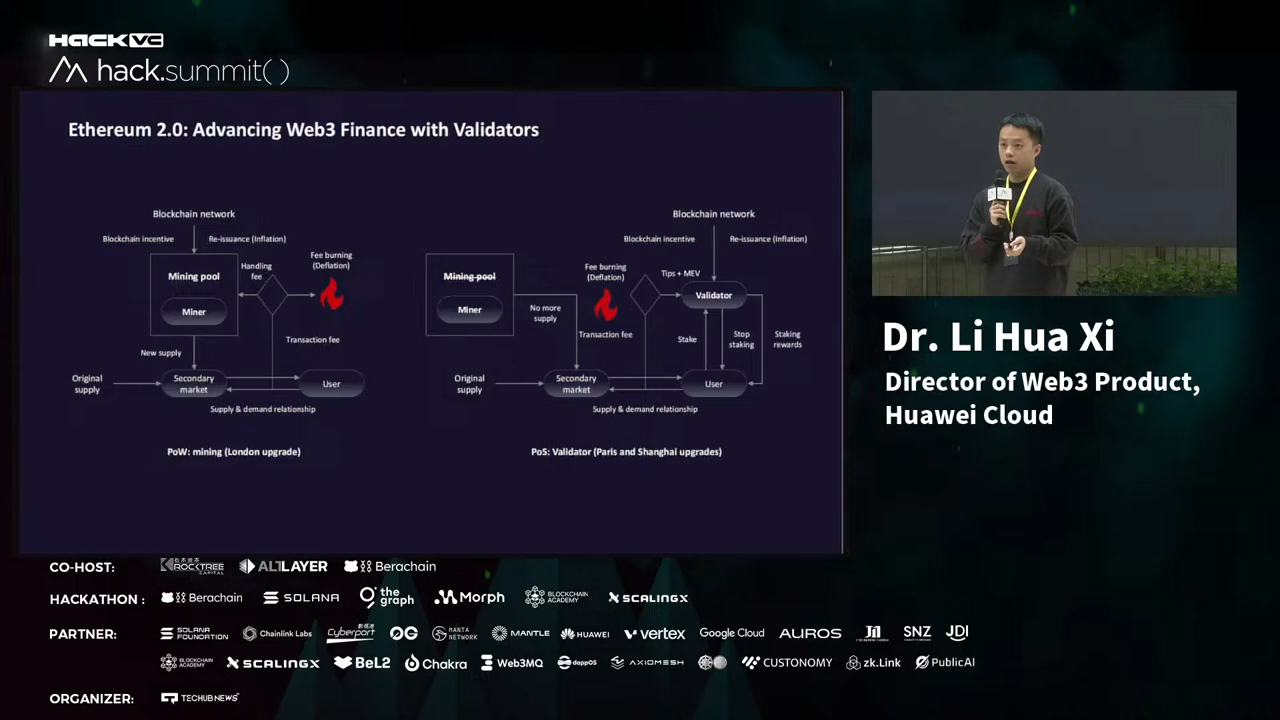 HACK VC
hack.summit( )
Ethereum 2.0: Advancing Web3 Finance with Validators
Blockchain network
Blockchain incentive
Re-issuance (Inflation)
Mining pool
Miner
Handling
fee
Fee burning
(Deflation)
Transaction fee
New supply
Original
supply
Secondary
market
User
Supply & demand relationship
PoW: mining (London upgrade)
Blockchain network
Blockchain incentive
Re-issuance (Inflation)
Mining pool
Miner
No more
supply
Fee burning
(Deflation)
Tips + MEV
Validator
Transaction fee
Stake
Stop
staking
Staking
rewards
Original
supply
Secondary
market
User
Supply & demand relationship
PoS: Validator (Paris and Shanghai upgrades)
Dr. Li Hua Xi
Director of Web3 Product,
Huawei Cloud
CO-HOST:
ROCKTREE
CAPITAL
ALTLAYER
Berachain
HACKATHON :
Berachain
SOLANA
the
graph
Morph
BLOCKCHAIN
ACADEMY
SCALINGX
PARTNER:
SOLANA
FOUNDATION
Chainlink Labs
Cyberport
0G
MANTA
NETWORK
MANTLE
HUAWEI
vertex
Google Cloud
AUROS
SNZ
JDI
BLOCKCHAIN
ACADEMY
SCALINGX
BeL2
Chakra
Web3MQ
dappOS
AXIOMESH
CUSTONOMY
zk.Link
PublicAI
ORGANIZER:
TECHUB NEWS